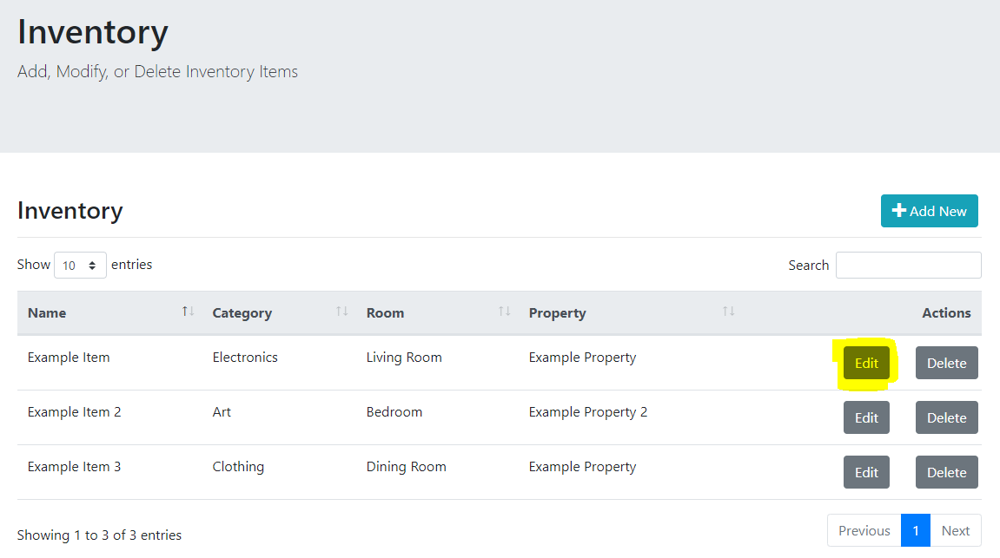 Inventory
Add, Modify, or Delete Inventory Items
Inventory
Add New
Show 10 entries
Search
Name Category Room Property Actions
Example Item Electronics Living Room Example Property Edit Delete
Example Item 2 Art Bedroom Example Property 2 Edit Delete
Example Item 3 Clothing Dining Room Example Property Edit Delete
Showing 1 to 3 of 3 entries
Previous 1 Next